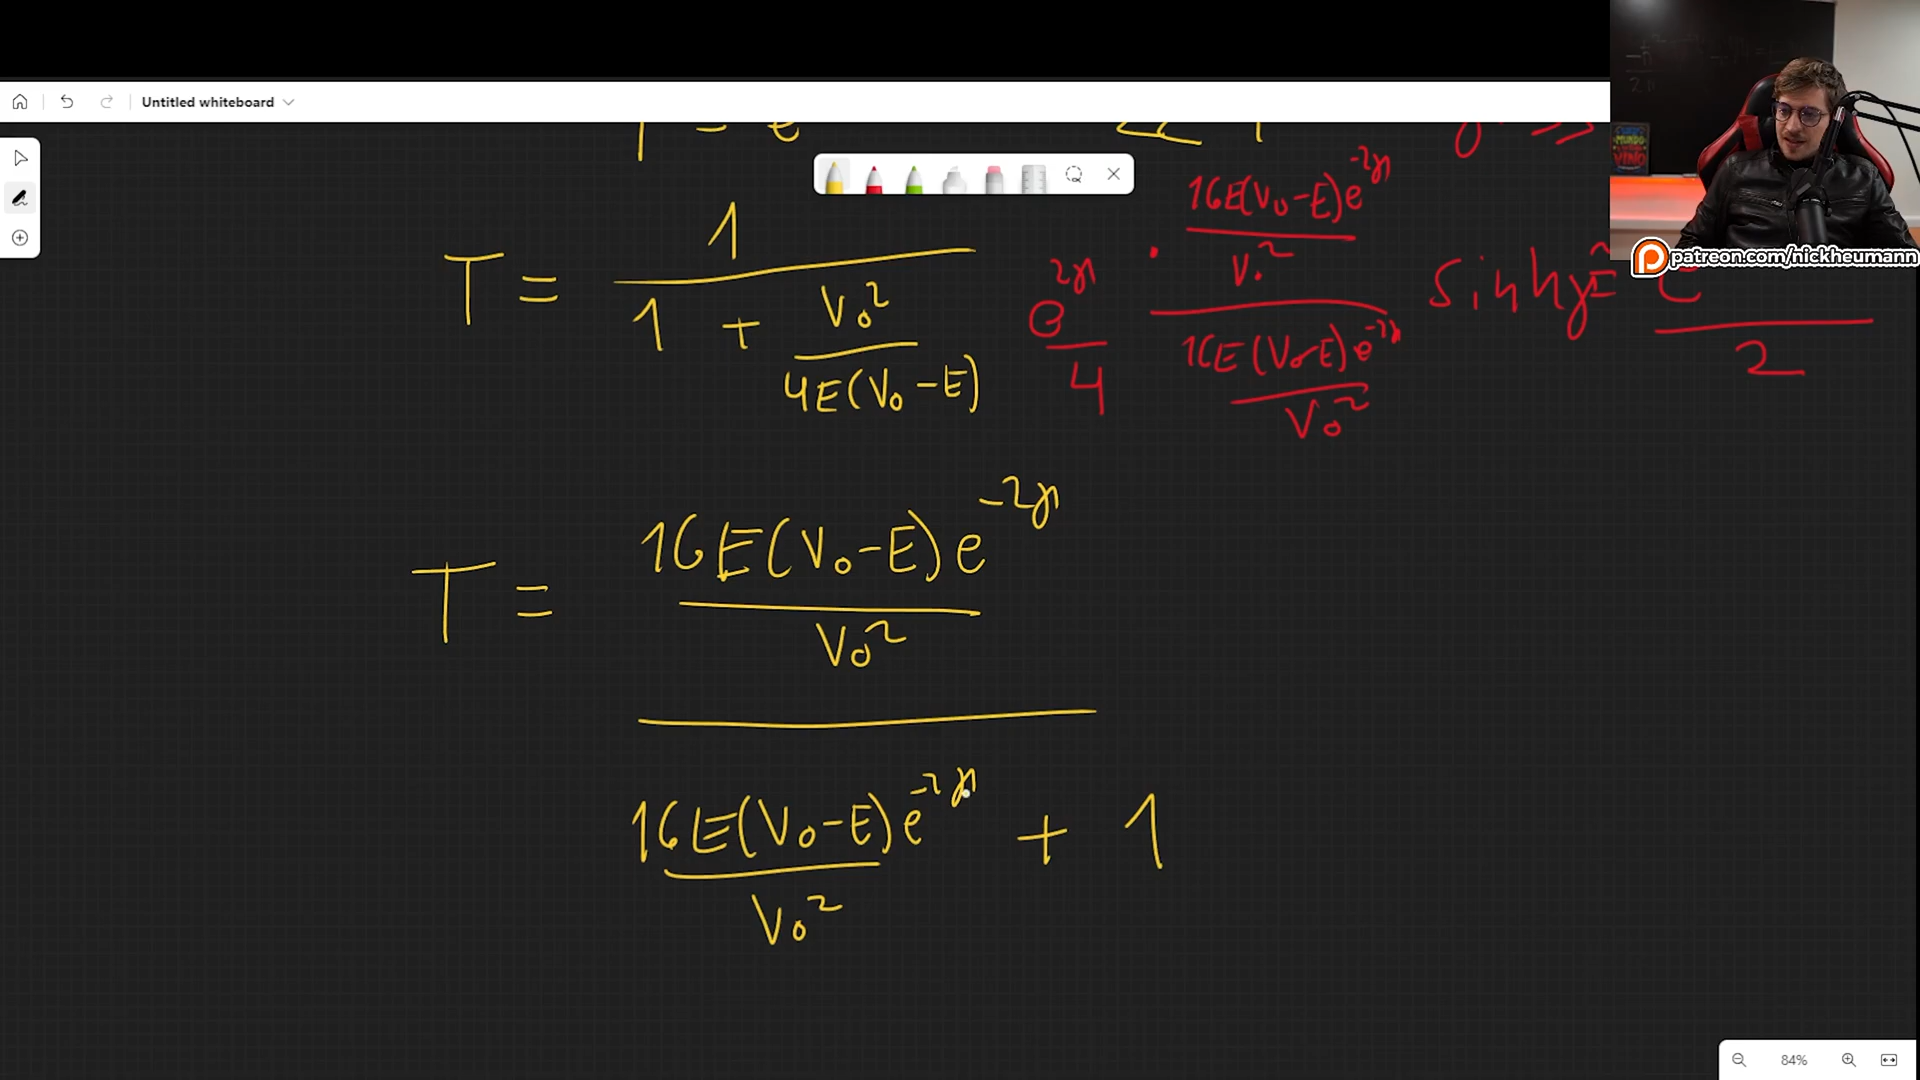 Untitled whiteboard
T = 1 / (1 + V₀² / 4E(V₀-E))
e^{2γ} / 4 · (16E(V₀-E)e^{-2γ} / V₀²) / (16E(V₀-E)e^{-2γ} / V₀²)
sinhγ ≈ e / 2
patreon.com/nickheumann
T = (16E(V₀-E)e^{-2γ} / V₀²) / (16E(V₀-E)e^{-2γ} / V₀² + 1)
84%